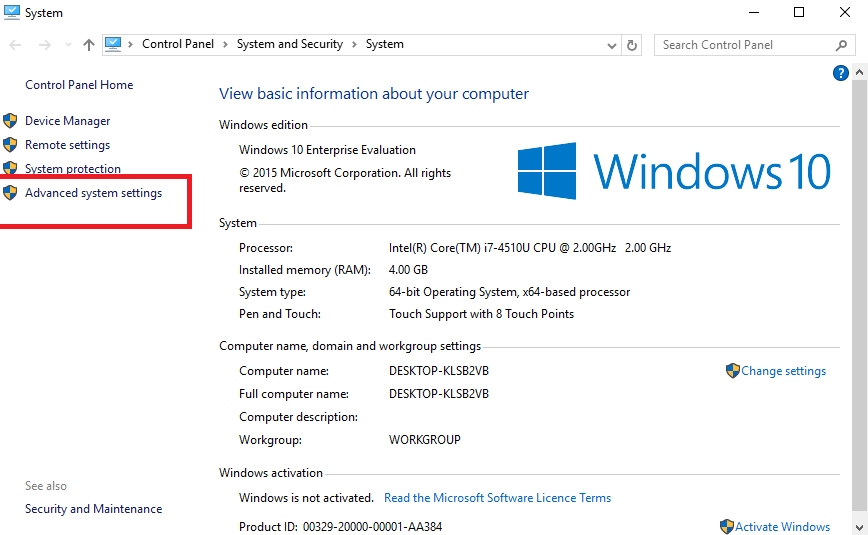 System
Control Panel > System and Security > System
Search Control Panel
Control Panel Home
Device Manager
Remote settings
System protection
Advanced system settings
See also
Security and Maintenance
?
View basic information about your computer
Windows edition
Windows 10 Enterprise Evaluation
© 2015 Microsoft Corporation. All rights
reserved.
Windows 10
System
Processor: Intel(R) Core(TM) i7-4510U CPU @ 2.00GHz 2.00 GHz
Installed memory (RAM): 4.00 GB
System type: 64-bit Operating System, x64-based processor
Pen and Touch: Touch Support with 8 Touch Points
Computer name, domain and workgroup settings
Computer name: DESKTOP-KLSB2VB Change settings
Full computer name: DESKTOP-KLSB2VB
Computer description:
Workgroup: WORKGROUP
Windows activation
Windows is not activated. Read the Microsoft Software Licence Terms
Product ID: 00329-20000-00001-AA384 Activate Windows